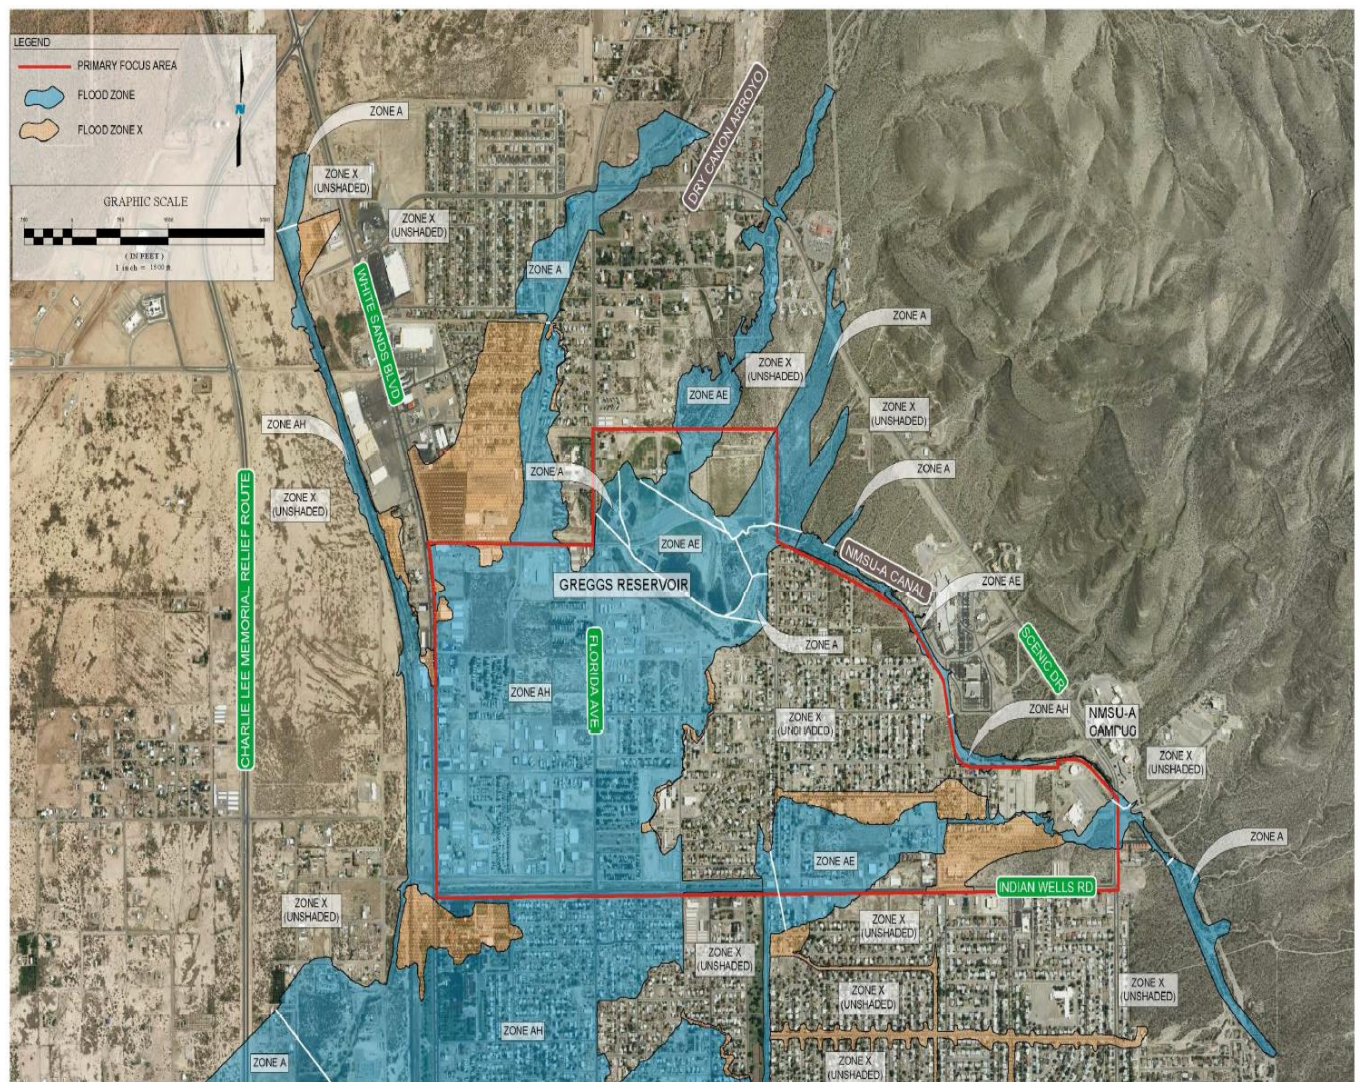 LEGEND
PRIMARY FOCUS AREA
FLOOD ZONE
FLOOD ZONE X
GRAPHIC SCALE
( IN FEET )
1 inch = 1500 ft
ZONE A
ZONE X
(UNSHADED)
ZONE X
(UNSHADED)
DRY CANON ARROYO
ZONE A
WHITE SANDS BLVD
ZONE A
ZONE X
(UNSHADED)
ZONE AE
ZONE X
(UNSHADED)
ZONE AH
ZONE A
ZONE A
ZONE X
(UNSHADED)
CHARLIE LEE MEMORIAL RELIEF ROUTE
ZONE AE
NMSU-A CANAL
GREGGS RESERVOIR
ZONE AE
ZONE A
FLORIDA AVE
SCENIC DR
ZONE AH
ZONE AH
NMSU-A
CAMPUG
ZONE X
(UNSHADED)
ZONE X
(UNSHADED)
ZONE A
ZONE AE
INDIAN WELLS RD
ZONE X
(UNSHADED)
ZONE X
(UNSHADED)
ZONE X
(UNSHADED)
ZONE X
(UNSHADED)
ZONE X
(UNSHADED)
ZONE AH
ZONE A
ZONE X
(UNSHADED)